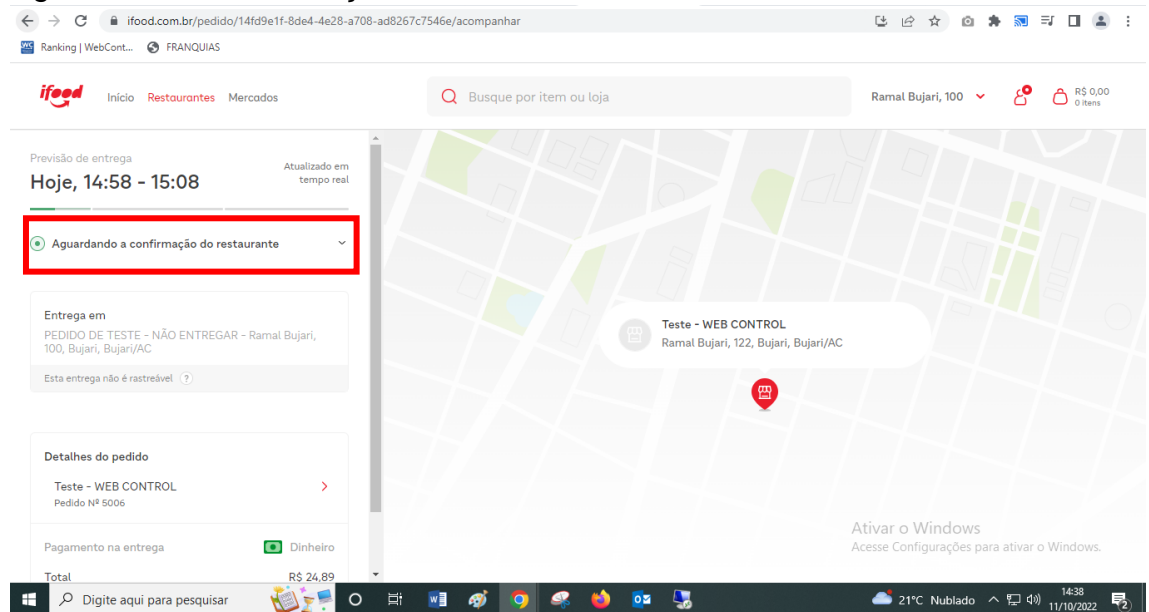 ifood.com.br/pedido/14fd9e1f-8de4-4e28-a708-ad8267c7546e/acompanhar
Ranking | WebCont...
FRANQUIAS
ifood
Início
Restaurantes
Mercados
Busque por item ou loja
Ramal Bujari, 100
R$ 0,00
0 itens
Previsão de entrega
Hoje, 14:58 - 15:08
Atualizado em
tempo real
Aguardando a confirmação do restaurante
Entrega em
PEDIDO DE TESTE - NÃO ENTREGAR - Ramal Bujari,
100, Bujari, Bujari/AC
Esta entrega não é rastreável ?
Teste - WEB CONTROL
Ramal Bujari, 122, Bujari, Bujari/AC
Detalhes do pedido
Teste - WEB CONTROL
Pedido Nº 5006
Pagamento na entrega
Dinheiro
Total
R$ 24,89
Ativar o Windows
Acesse Configurações para ativar o Windows.
Digite aqui para pesquisar
21°C Nublado
14:38
11/10/2022
2